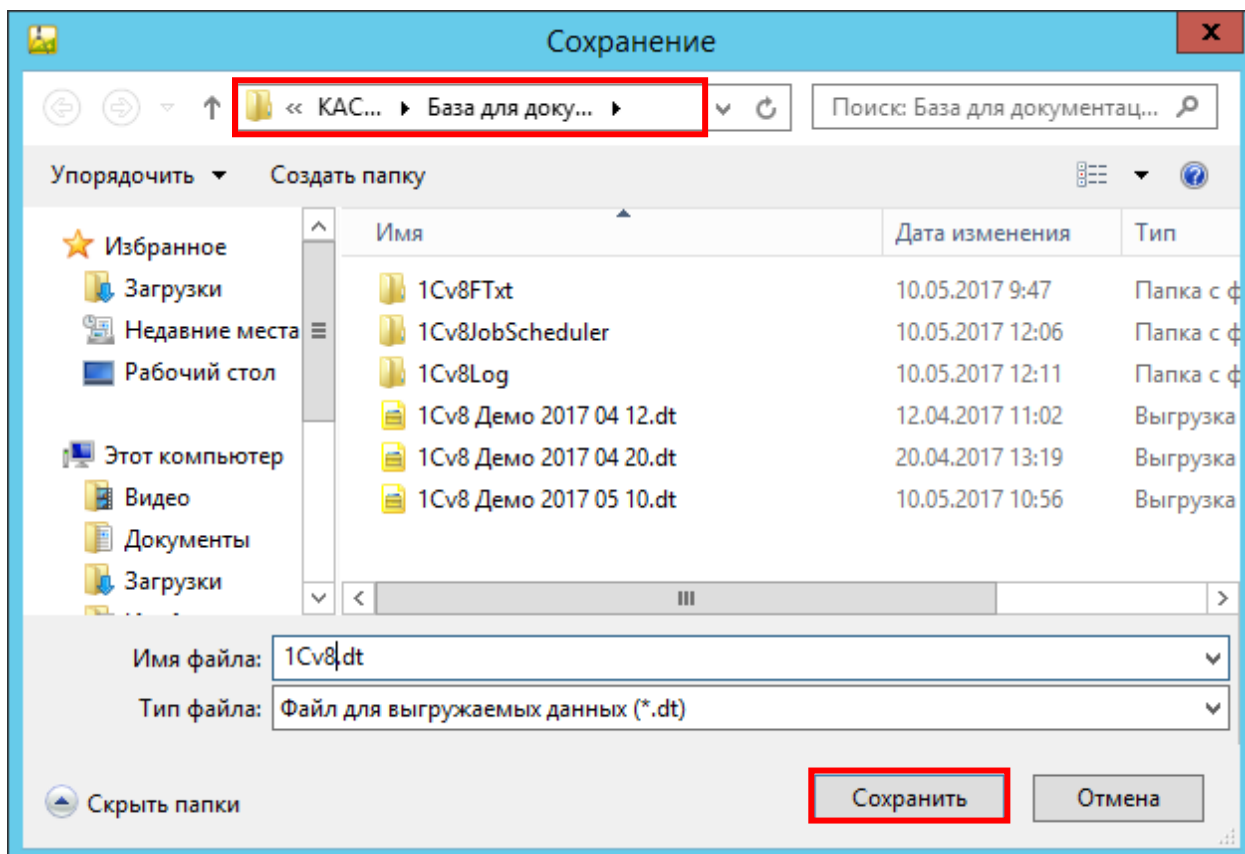 Сохранение
x
« КАС... База для доку... Поиск: База для документац...
Упорядочить Создать папку
Имя Дата изменения Тип
Избранное
Загрузки
Недавние места
Рабочий стол
Этот компьютер
Видео
Документы
Загрузки
1Cv8FTxt 10.05.2017 9:47 Папка с ф
1Cv8JobScheduler 10.05.2017 12:06 Папка с ф
1Cv8Log 10.05.2017 12:11 Папка с ф
1Cv8 Демо 2017 04 12.dt 12.04.2017 11:02 Выгрузка
1Cv8 Демо 2017 04 20.dt 20.04.2017 13:19 Выгрузка
1Cv8 Демо 2017 05 10.dt 10.05.2017 10:56 Выгрузка
Имя файла: 1Cv8.dt
Тип файла: Файл для выгружаемых данных (*.dt)
Скрыть папки Сохранить Отмена